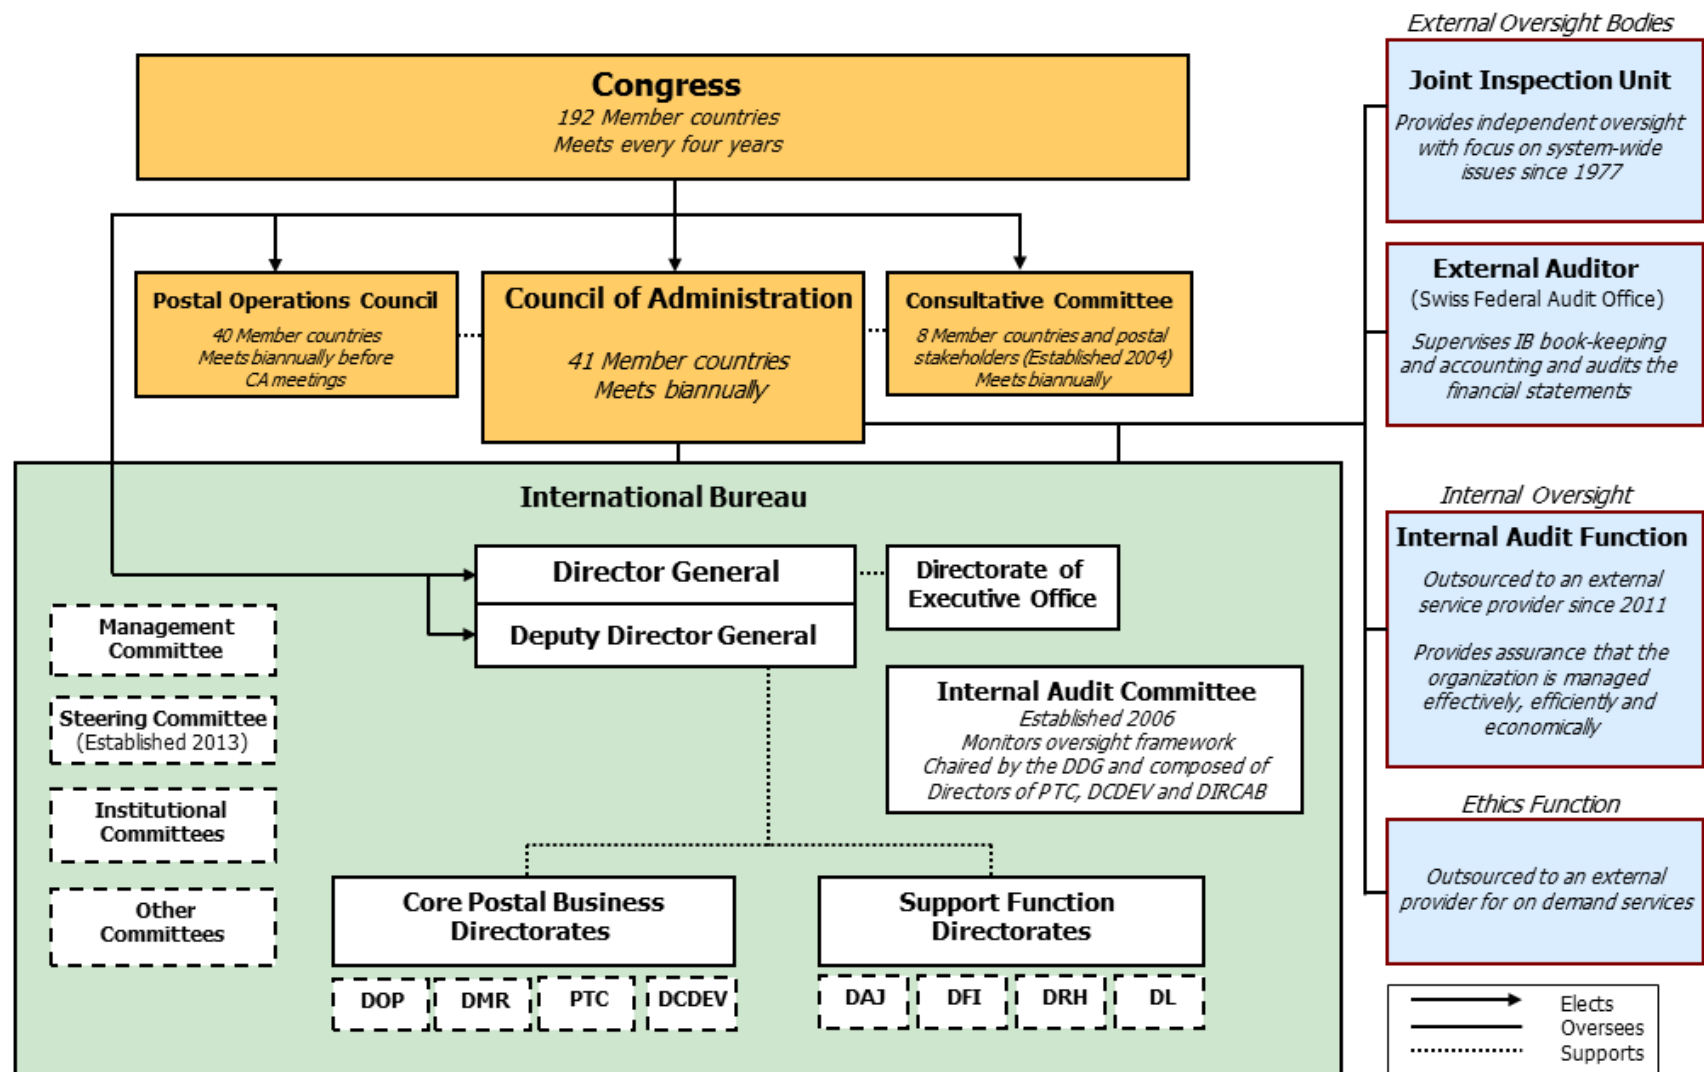 External Oversight Bodies
Congress
192 Member countries
Meets every four years
Joint Inspection Unit
Provides independent oversight
with focus on system-wide
issues since 1977
Postal Operations Council
40 Member countries
Meets biannually before
CA meetings
Council of Administration
41 Member countries
Meets biannually
Consultative Committee
8 Member countries and postal
stakeholders (Established 2004)
Meets biannually
External Auditor
(Swiss Federal Audit Office)
Supervises IB book-keeping
and accounting and audits the
financial statements
International Bureau
Director General
Deputy Director General
Directorate of
Executive Office
Management
Committee
Steering Committee
(Established 2013)
Institutional
Committees
Other
Committees
Internal Audit Committee
Established 2006
Monitors oversight framework
Chaired by the DDG and composed of
Directors of PTC, DCDEV and DIRCAB
Core Postal Business
Directorates
DOP
DMR
PTC
DCDEV
Support Function
Directorates
DAJ
DFI
DRH
DL
Internal Oversight
Internal Audit Function
Outsourced to an external
service provider since 2011
Provides assurance that the
organization is managed
effectively, efficiently and
economically
Ethics Function
Outsourced to an external
provider for on demand services
Elects
Oversees
Supports